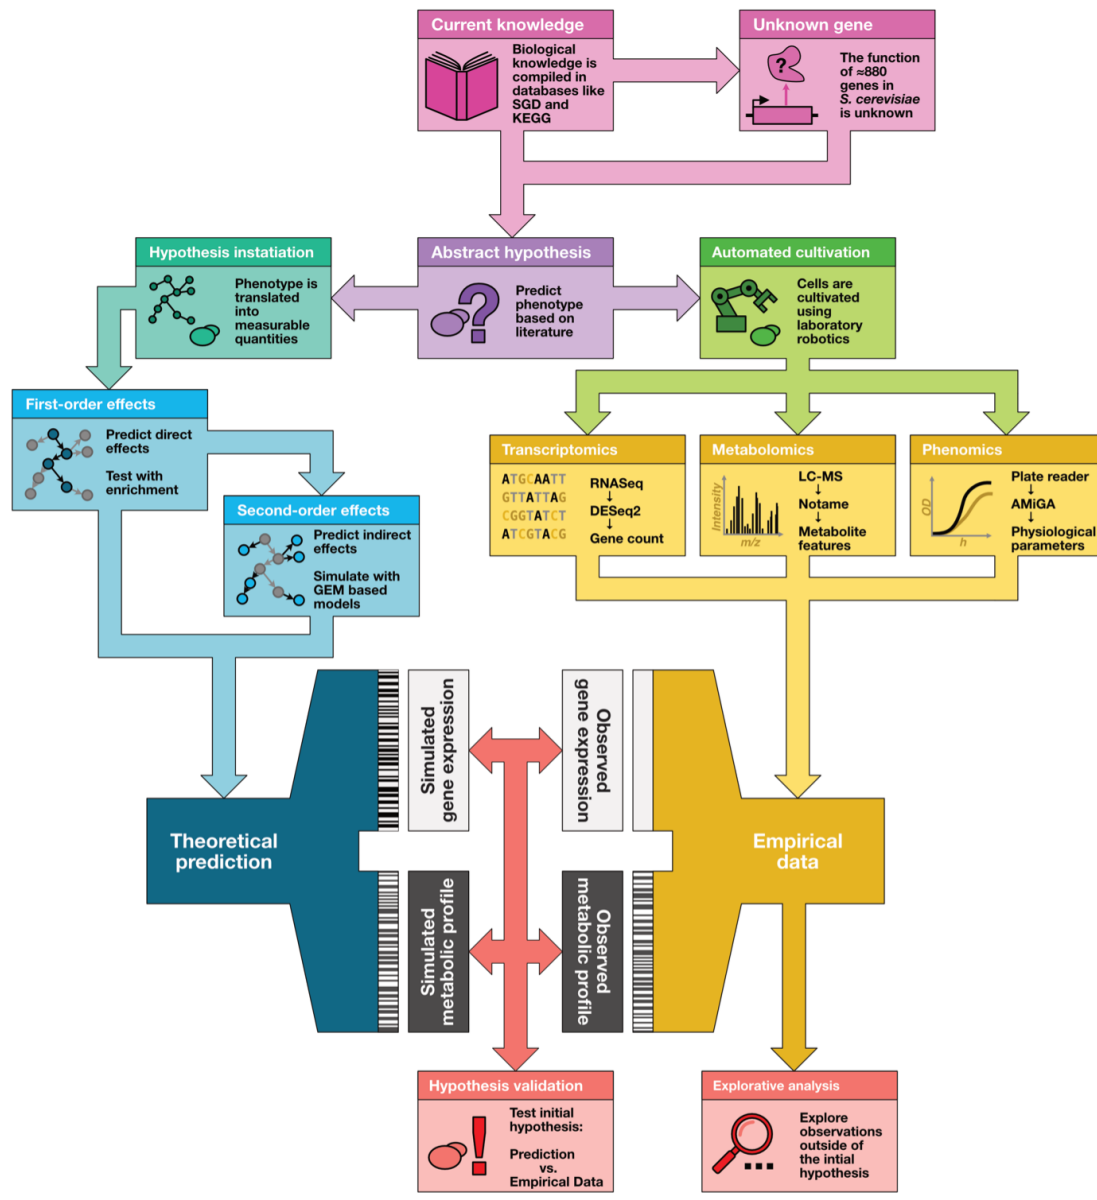 Current knowledge
Biological
knowledge is
compiled in
databases like
SGD and
KEGG
Unknown gene
?
The function
of ≈880
genes in
S. cerevisiae
is unknown
Hypothesis instatiation
Phenotype is
translated
into
measurable
quantities
Abstract hypothesis
?
Predict
phenotype
based on
literature
Automated cultivation
Cells are
cultivated
using
laboratory
robotics
First-order effects
Predict direct
effects
Test with
enrichment
Second-order effects
Predict indirect
effects
Simulate with
GEM based
models
Transcriptomics
ATGCAATT
GTTATTAG
CGGTATCT
ATCGTACG
RNASeq
↓
DESeq2
↓
Gene count
Metabolomics
Intensity
m/z
LC-MS
↓
Notame
↓
Metabolite
features
Phenomics
OD
h
Plate reader
↓
AMiGA
↓
Physiological
parameters
Theoretical
prediction
Simulated
gene expression
Observed
gene expression
Simulated
metabolic profile
Observed
metabolic profile
Empirical
data
Hypothesis validation
!
Test initial
hypothesis:
Prediction
vs.
Empirical Data
Explorative analysis
...
Explore
observations
outside of
the intial
hypothesis